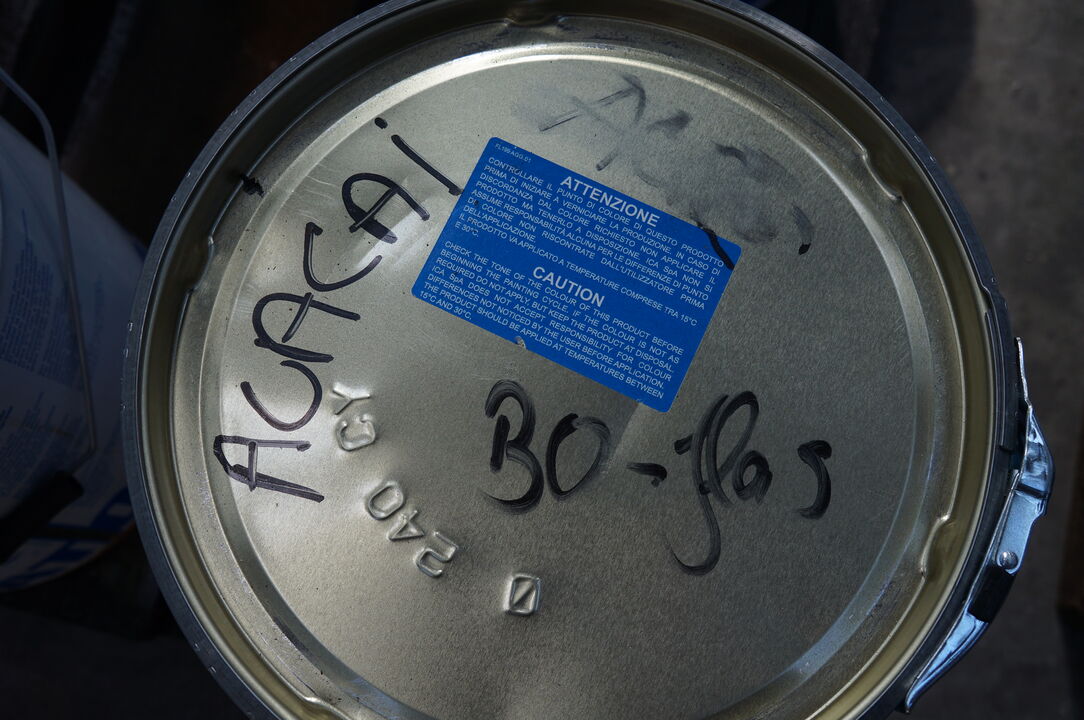 FL199 AGG.01
ATTENZIONE
CONTROLLARE IL PUNTO DI COLORE DI QUESTO PRODOTTO
PRIMA DI INIZIARE A VERNICIARE LA PRODUZIONE. IN CASO DI
DISCORDANZA DAL COLORE RICHIESTO NON APPLICARE IL
PRODOTTO MA TENERLO A DISPOSIZIONE. ICA SpA NON SI
ASSUME RESPONSABILITÀ ALCUNA PER LE DIFFERENZE DI PUNTO
DI COLORE NON RISCONTRATE DALL'UTILIZZATORE PRIMA
DELL'APPLICAZIONE.
IL PRODOTTO VA APPLICATO A TEMPERATURE COMPRESE TRA 15°C
E 30°C.
CAUTION
CHECK THE TONE OF THE COLOUR OF THIS PRODUCT BEFORE
BEGINNING THE PAINTING CYCLE. IF THE COLOUR IS NOT AS
REQUIRED DO NOT APPLY, BUT KEEP THE PRODUCT AT DISPOSAL.
ICA SpA DOES NOT ACCEPT RESPONSIBILITY FOR COLOUR
DIFFERENCES NOT NOTICED BY THE USER BEFORE APPLICATION.
THE PRODUCT SHOULD BE APPLIED AT TEMPERATURES BETWEEN
15°C AND 30°C.
AUACAi
BO-flas
Ø 240 CY